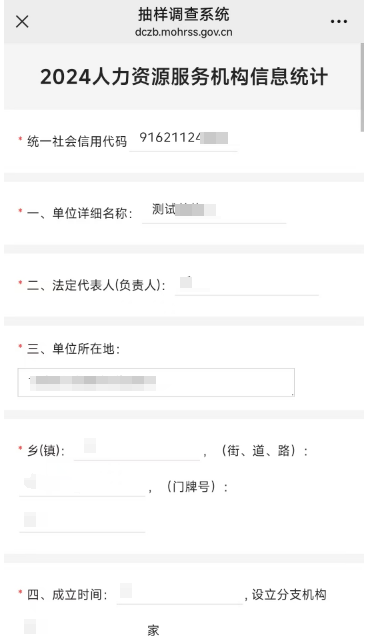 抽样调查系统
dczb.mohrss.gov.cn
2024人力资源服务机构信息统计
* 统一社会信用代码 91621124
* 一、单位详细名称： 测试
* 二、法定代表人(负责人)：
* 三、单位所在地：
* 乡(镇)： ，（街、道、路）：
，（门牌号）：
* 四、成立时间： ,设立分支机构
家